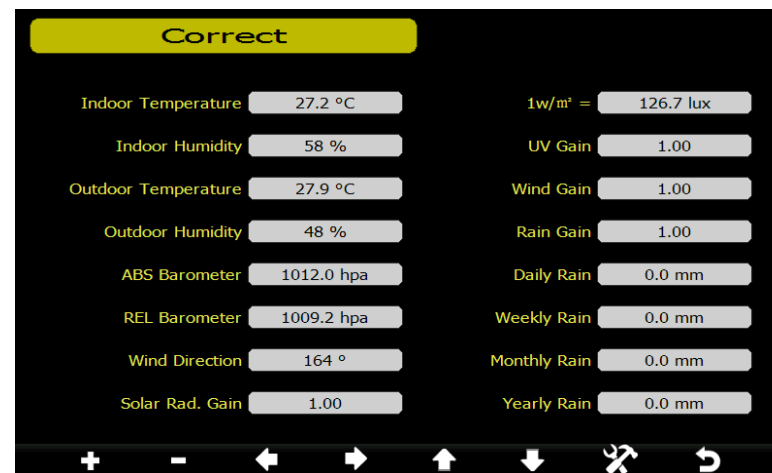 Correct
Indoor Temperature 27.2 °C
Indoor Humidity 58 %
Outdoor Temperature 27.9 °C
Outdoor Humidity 48 %
ABS Barometer 1012.0 hpa
REL Barometer 1009.2 hpa
Wind Direction 164 °
Solar Rad. Gain 1.00
1w/m² = 126.7 lux
UV Gain 1.00
Wind Gain 1.00
Rain Gain 1.00
Daily Rain 0.0 mm
Weekly Rain 0.0 mm
Monthly Rain 0.0 mm
Yearly Rain 0.0 mm